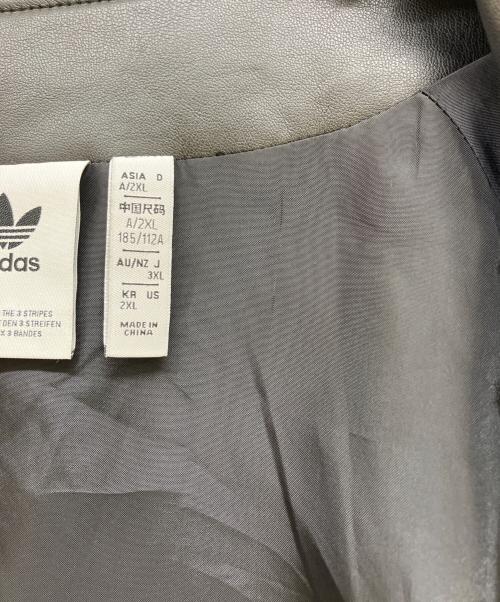 das
THE 3 STRIPES
DEN 3 STREIFEN
3 BANDES
ASIA D
A/2XL
中国尺码
A/2XL
185/112A
AU/NZ J
3XL
KR US
2XL
MADE IN
CHINA